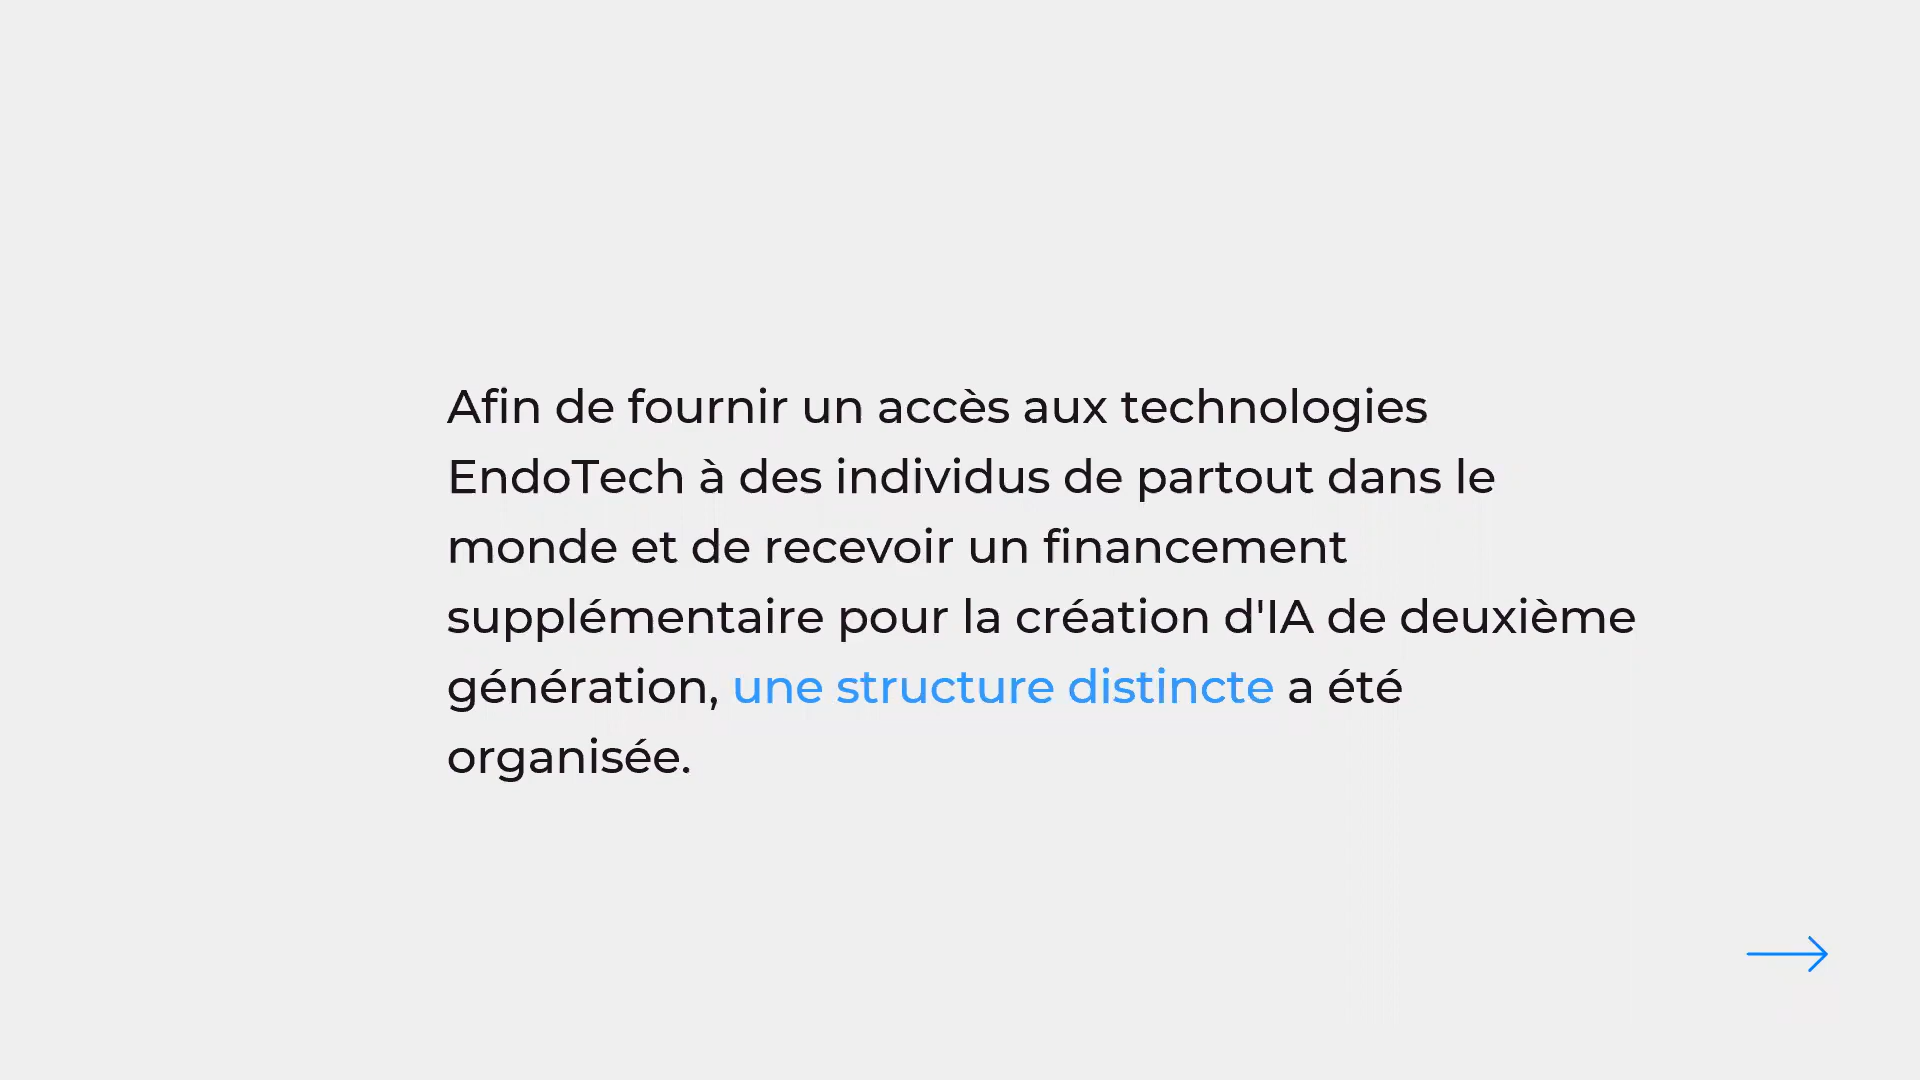 Afin de fournir un accès aux technologies
EndoTech à des individus de partout dans le
monde et de recevoir un financement
supplémentaire pour la création d'IA de deuxième
génération, une structure distincte a été
organisée.